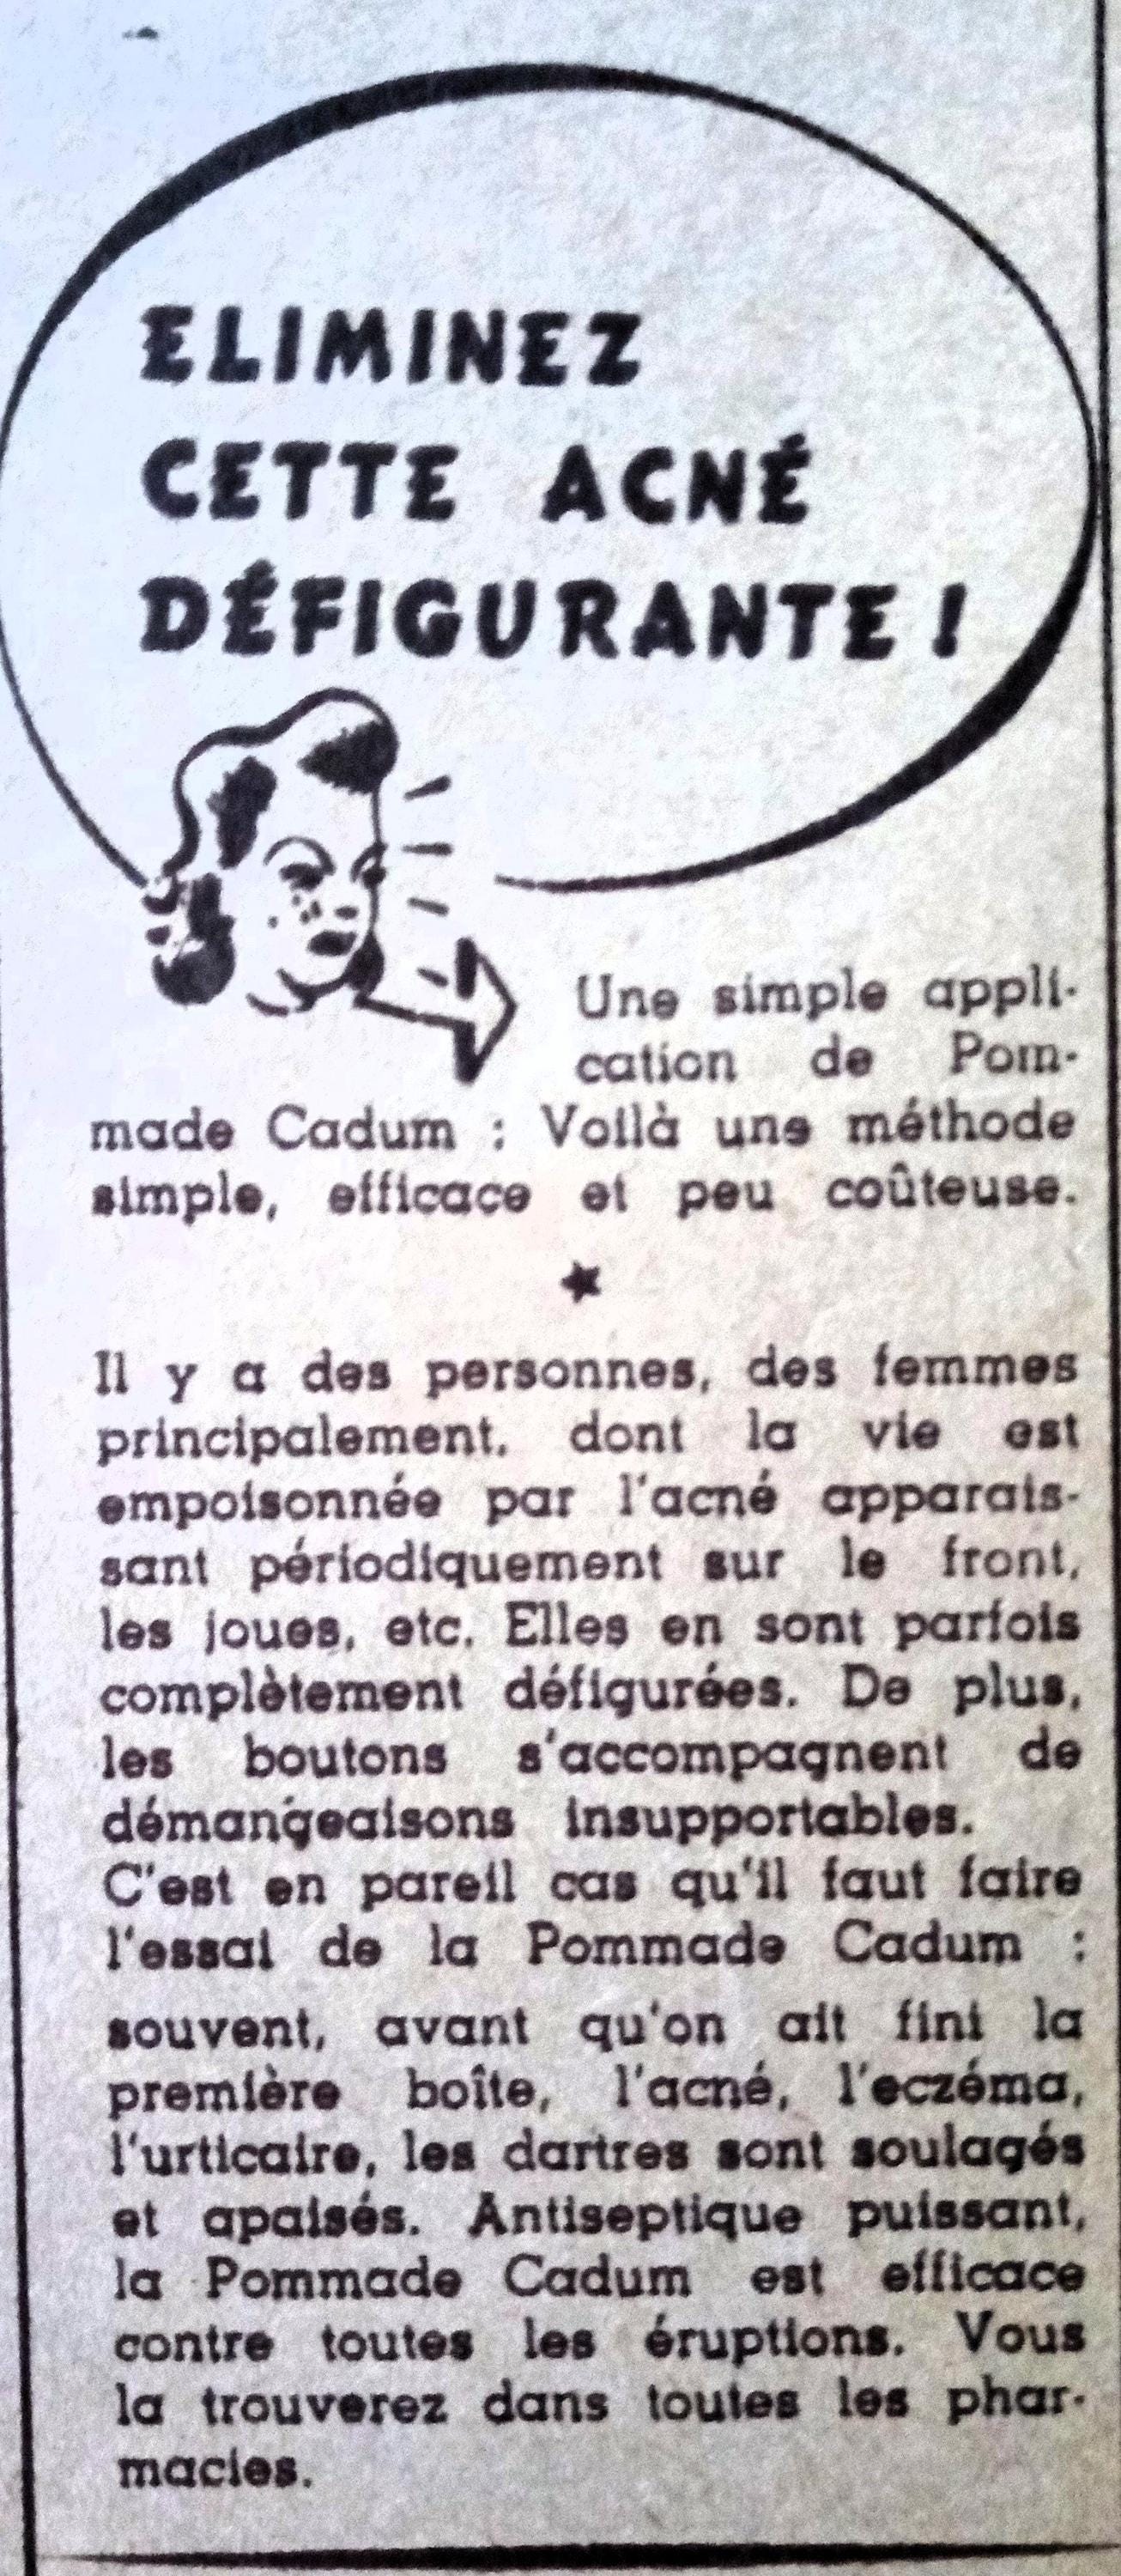 ELIMINEZ
CETTE ACNÉ
DÉFIGURANTE !
Une simple appli-
cation de Pom-
made Cadum : Voilà une méthode
simple, efficace et peu coûteuse.
Il y a des personnes, des femmes
principalement, dont la vie est
empoisonnée par l'acné apparais-
sant périodiquement sur le front,
les joues, etc. Elles en sont parfois
complètement défigurées. De plus,
les boutons s'accompagnent de
démangeaisons insupportables.
C'est en pareil cas qu'il faut faire
l'essai de la Pommade Cadum :
souvent, avant qu'on ait fini la
première boîte, l'acné, l'eczéma,
l'urticaire, les dartres sont soulagés
et apaisés. Antiseptique puissant,
la Pommade Cadum est efficace
contre toutes les éruptions. Vous
la trouverez dans toutes les phar-
macies.